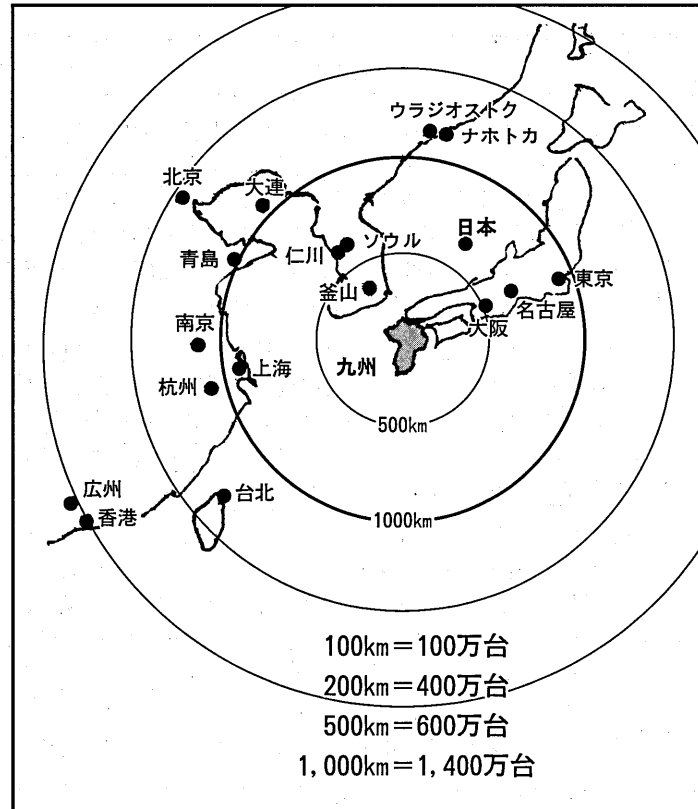 ウラジオストク
ナホトカ
北京
大連
日本
ソウル
仁川
青島
釜山
東京
名古屋
大阪
南京
上海
九州
杭州
500km
広州
台北
香港
1000km
100km=100万台
200km=400万台
500km=600万台
1,000km=1,400万台